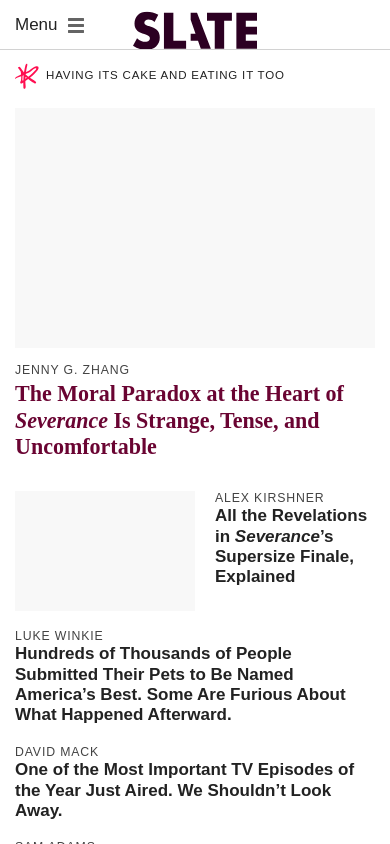 Menu
SLATE
HAVING ITS CAKE AND EATING IT TOO
JENNY G. ZHANG
The Moral Paradox at the Heart of
Severance Is Strange, Tense, and
Uncomfortable
ALEX KIRSHNER
All the Revelations
in Severance’s
Supersize Finale,
Explained
LUKE WINKIE
Hundreds of Thousands of People
Submitted Their Pets to Be Named
America’s Best. Some Are Furious About
What Happened Afterward.
DAVID MACK
One of the Most Important TV Episodes of
the Year Just Aired. We Shouldn’t Look
Away.
SAM ADAMS